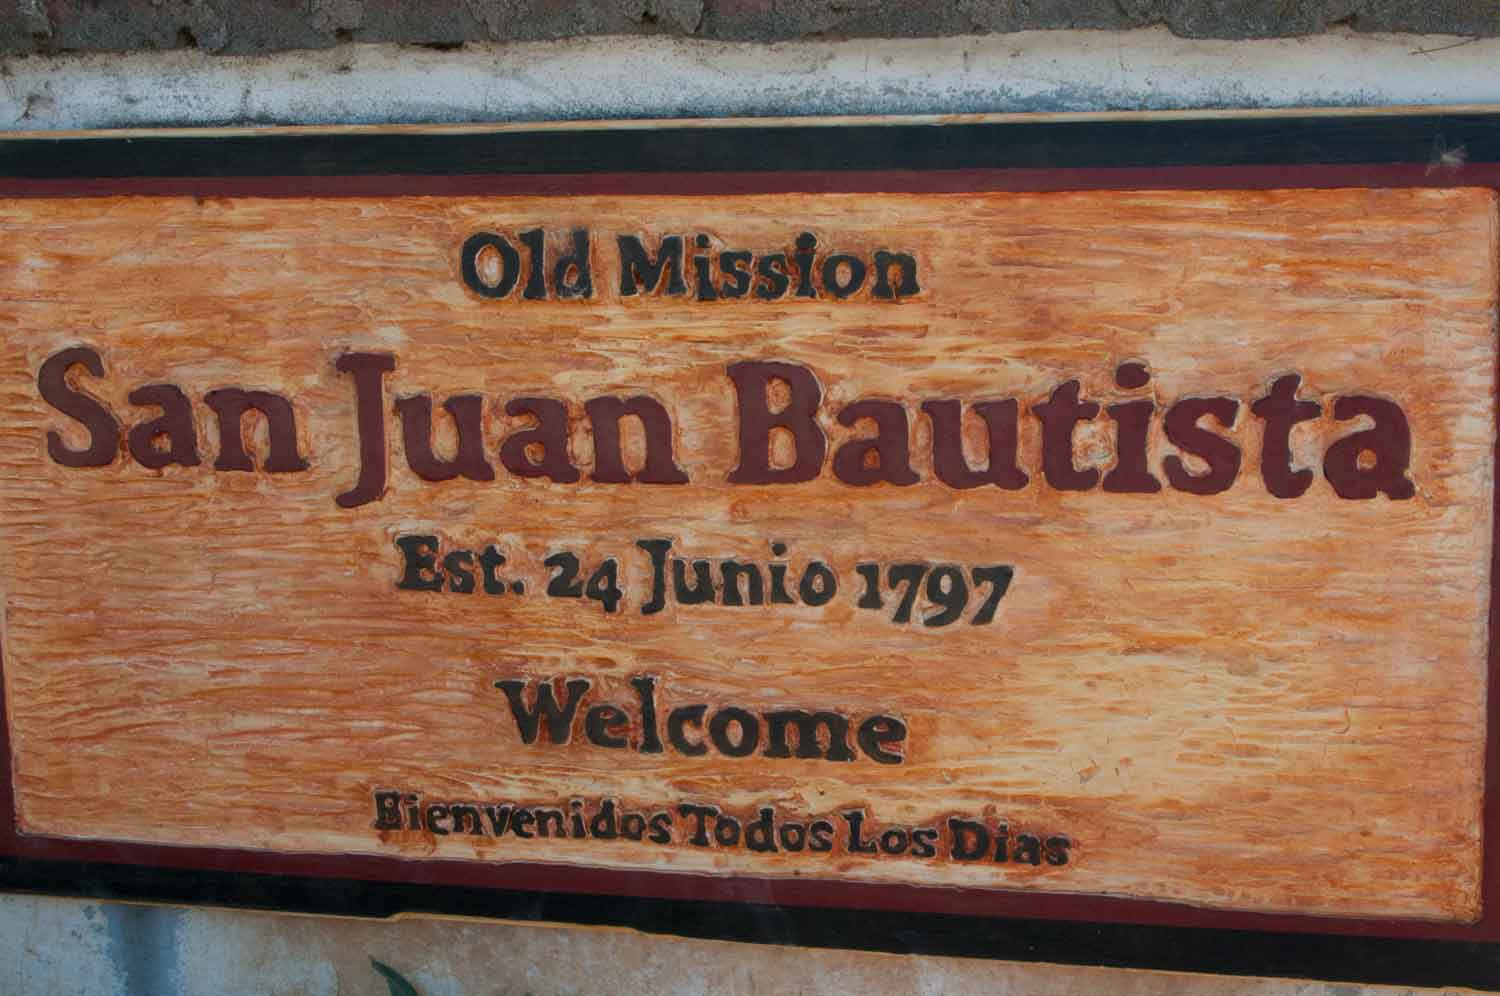 Old Mission
San Juan Bautista
Est. 24 Junio 1797
Welcome
Bienvenidos Todos Los Dias